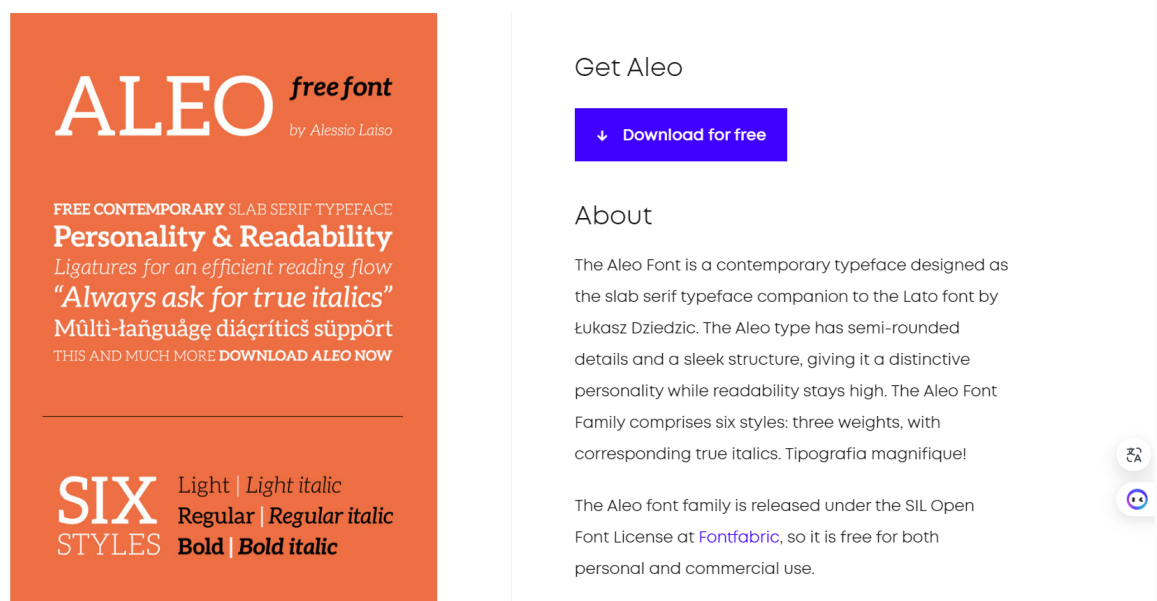 ALEO free font
by Alessio Laiso
FREE CONTEMPORARY SLAB SERIF TYPEFACE
Personality & Readability
Ligatures for an efficient reading flow
“Always ask for true italics”
Mûltì-łañguågę diáçrítičš süppõrt
THIS AND MUCH MORE DOWNLOAD ALEO NOW
SIX
STYLES
Light | Light italic
Regular | Regular italic
Bold | Bold italic
Get Aleo
↓ Download for free
About
The Aleo Font is a contemporary typeface designed as
the slab serif typeface companion to the Lato font by
Łukasz Dziedzic. The Aleo type has semi-rounded
details and a sleek structure, giving it a distinctive
personality while readability stays high. The Aleo Font
Family comprises six styles: three weights, with
corresponding true italics. Tipografia magnifique!
The Aleo font family is released under the SIL Open
Font License at Fontfabric, so it is free for both
personal and commercial use.